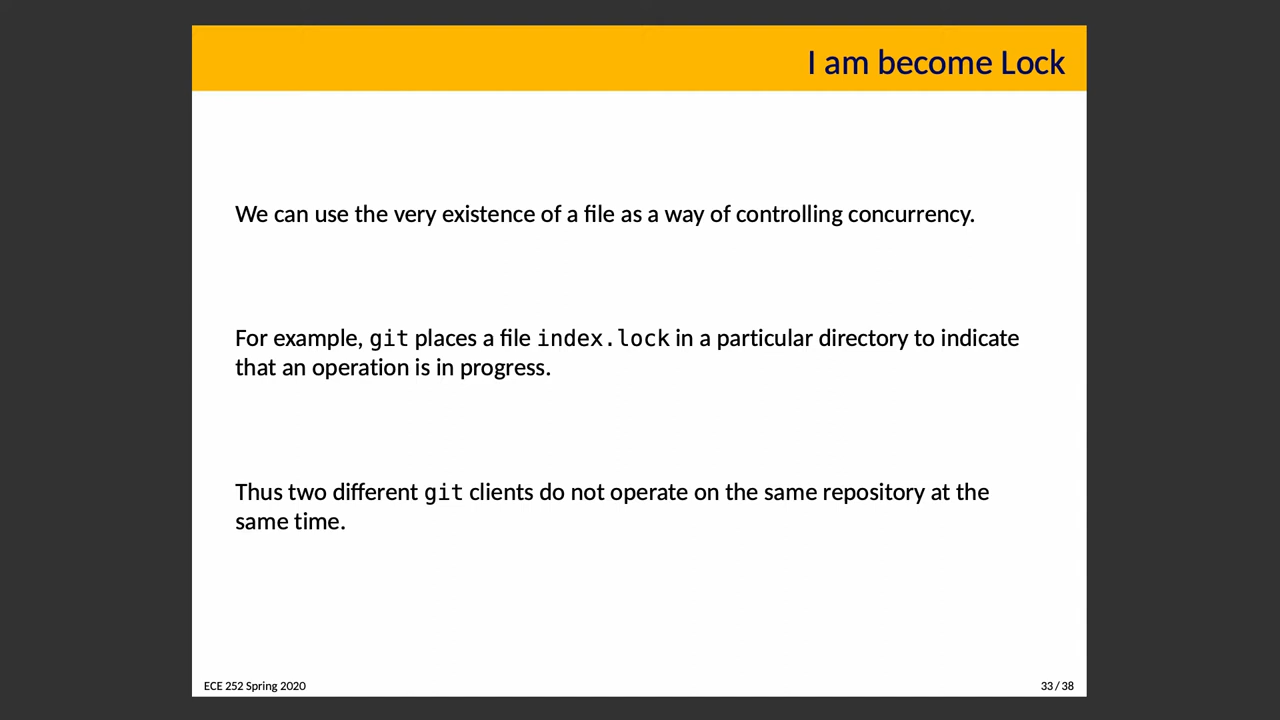 I am become Lock
We can use the very existence of a file as a way of controlling concurrency.
For example, git places a file index.lock in a particular directory to indicate
that an operation is in progress.
Thus two different git clients do not operate on the same repository at the
same time.
ECE 252 Spring 2020
33 / 38